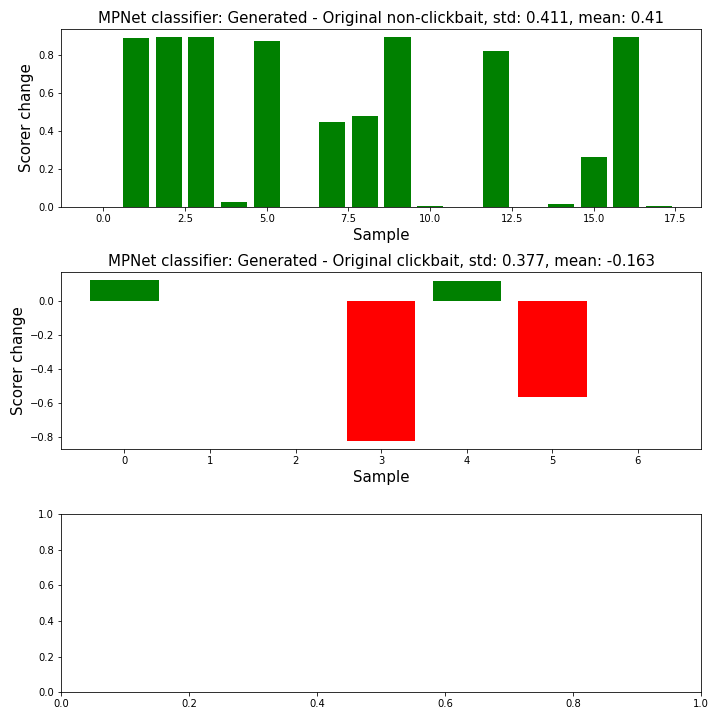 MPNet classifier: Generated - Original non-clickbait, std: 0.411, mean: 0.41
Scorer change
0.8
0.6
0.4
0.2
0.0
0.0 2.5 5.0 7.5 10.0 12.5 15.0 17.5
Sample
MPNet classifier: Generated - Original clickbait, std: 0.377, mean: -0.163
Scorer change
0.0
−0.2
−0.4
−0.6
−0.8
0 1 2 3 4 5 6
Sample
1.0
0.8
0.6
0.4
0.2
0.0
0.0 0.2 0.4 0.6 0.8 1.0